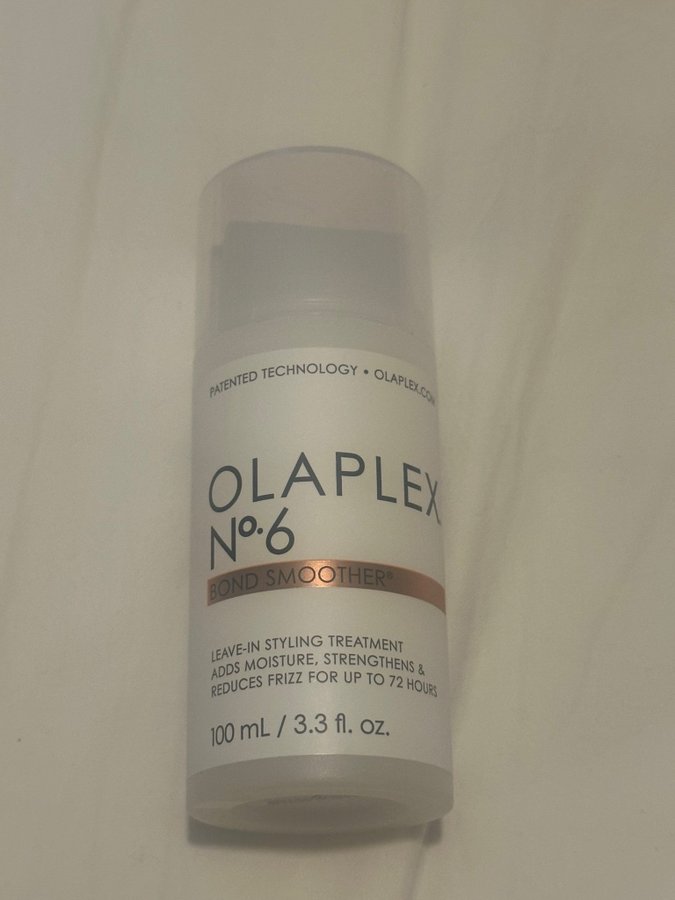 PATENTED TECHNOLOGY • OLAPLEX.COM
OLAPLEX
Nº.6
BOND SMOOTHER®
LEAVE-IN STYLING TREATMENT
ADDS MOISTURE, STRENGTHENS &
REDUCES FRIZZ FOR UP TO 72 HOURS
100 mL / 3.3 fl. oz.